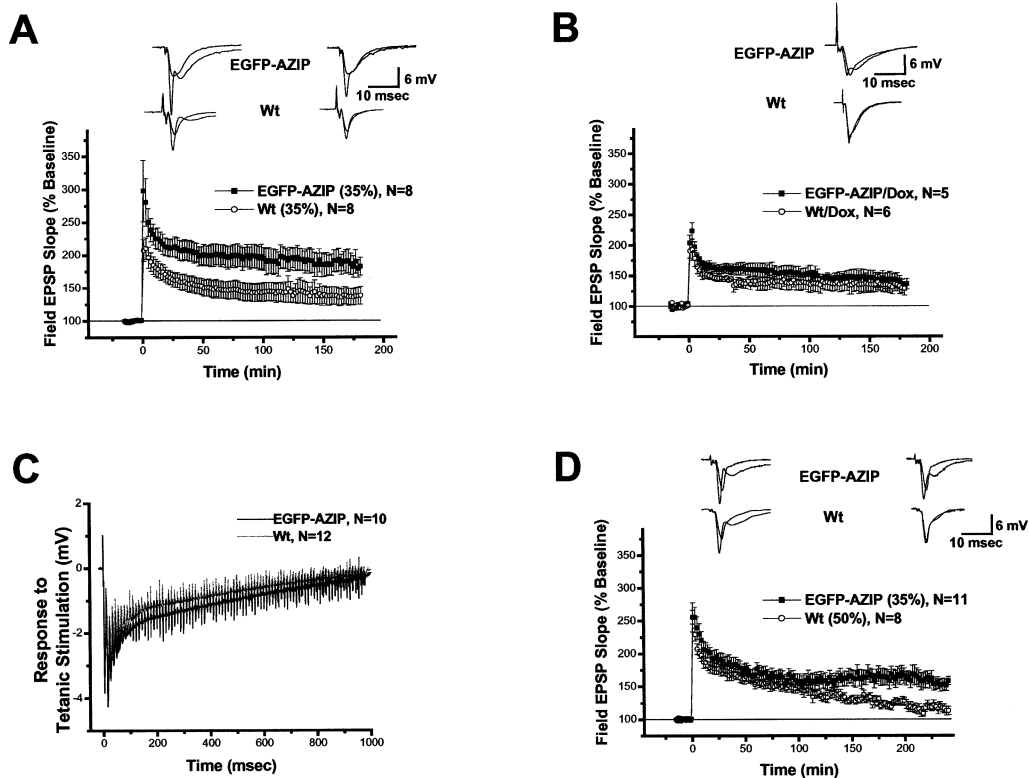 A
EGFP-AZIP
6 mV
10 msec
Wt
Field EPSP Slope (% Baseline)
350
300
250
200
150
100
EGFP-AZIP (35%), N=8
Wt (35%), N=8
0
50
100
150
200
Time (min)
B
EGFP-AZIP
6 mV
10 msec
Wt
Field EPSP Slope (% Baseline)
350
300
250
200
150
100
EGFP-AZIP/Dox, N=5
Wt/Dox, N=6
0
50
100
150
200
Time (min)
C
Response to
Tetanic Stimulation (mV)
2
0
-2
-4
EGFP-AZIP, N=10
Wt, N=12
0
200
400
600
800
1000
Time (msec)
D
EGFP-AZIP
Wt
6 mV
10 msec
Field EPSP Slope (% Baseline)
350
300
250
200
150
100
EGFP-AZIP (35%), N=11
Wt (50%), N=8
0
50
100
150
200
Time (min)